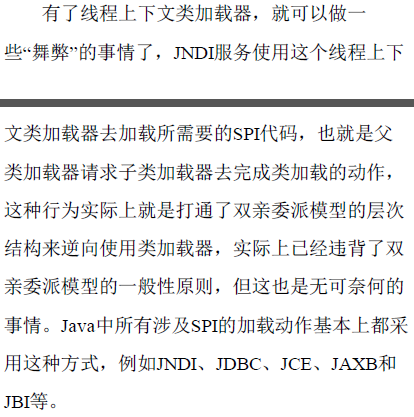 有了线程上下文类加载器，就可以做一
些“舞弊”的事情了，JNDI服务使用这个线程上下
文类加载器去加载所需要的SPI代码，也就是父
类加载器请求子类加载器去完成类加载的动作，
这种行为实际上就是打通了双亲委派模型的层次
结构来逆向使用类加载器，实际上已经违背了双
亲委派模型的一般性原则，但这也是无可奈何的
事情。Java中所有涉及SPI的加载动作基本上都采
用这种方式，例如JNDI、JDBC、JCE、JAXB和
JBI等。